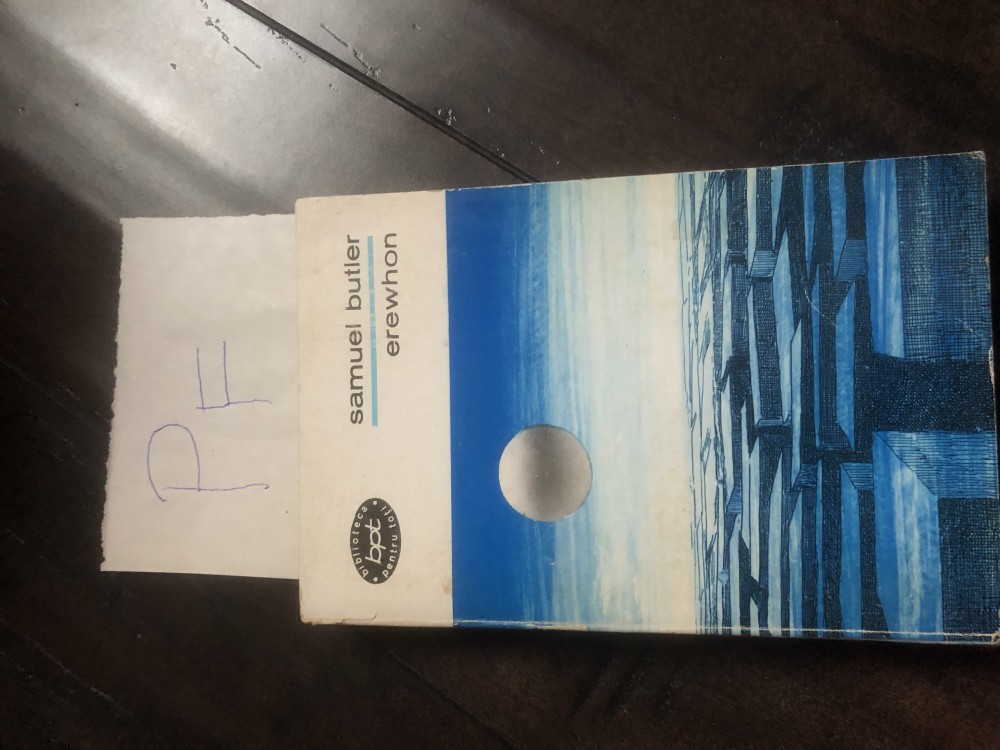 PF
samuel butler
erewhon
biblioteca
bpt
pentru toți